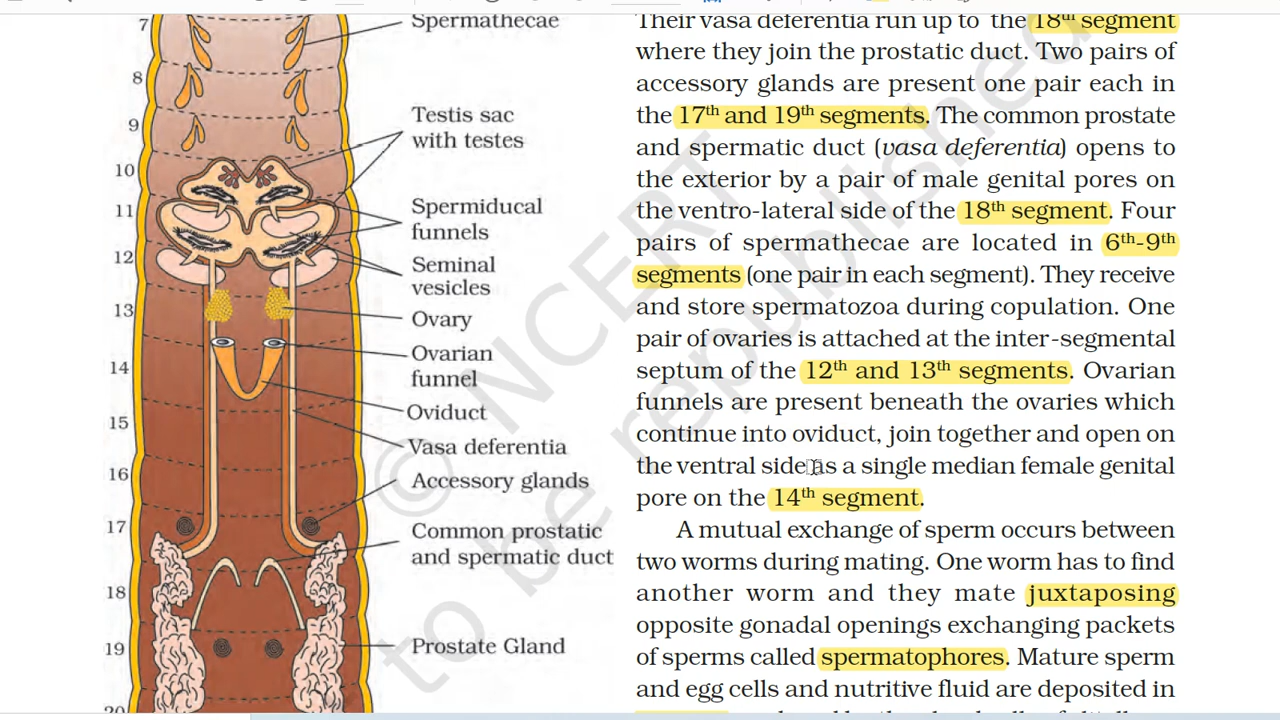 7
8
9
10
11
12
13
14
15
16
17
18
19
20
Spermathecae
Testis sac
with testes
Spermiducal
funnels
Seminal
vesicles
Ovary
Ovarian
funnel
Oviduct
Vasa deferentia
Accessory glands
Common prostatic
and spermatic duct
Prostate Gland
Their vasa deferentia run up to the 18th segment
where they join the prostatic duct. Two pairs of
accessory glands are present one pair each in
the 17th and 19th segments. The common prostate
and spermatic duct (vasa deferentia) opens to
the exterior by a pair of male genital pores on
the ventro-lateral side of the 18th segment. Four
pairs of spermathecae are located in 6th-9th
segments (one pair in each segment). They receive
and store spermatozoa during copulation. One
pair of ovaries is attached at the inter-segmental
septum of the 12th and 13th segments. Ovarian
funnels are present beneath the ovaries which
continue into oviduct, join together and open on
the ventral side as a single median female genital
pore on the 14th segment.
A mutual exchange of sperm occurs between
two worms during mating. One worm has to find
another worm and they mate juxtaposing
opposite gonadal openings exchanging packets
of sperms called spermatophores. Mature sperm
and egg cells and nutritive fluid are deposited in
© NCERT
to be republished